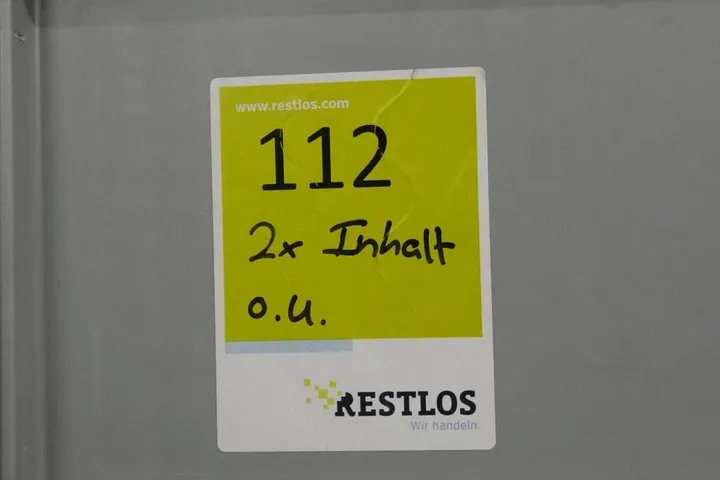 www.restlos.com
112
2x Inhalt
o.u.
RESTLOS
Wir handeln.